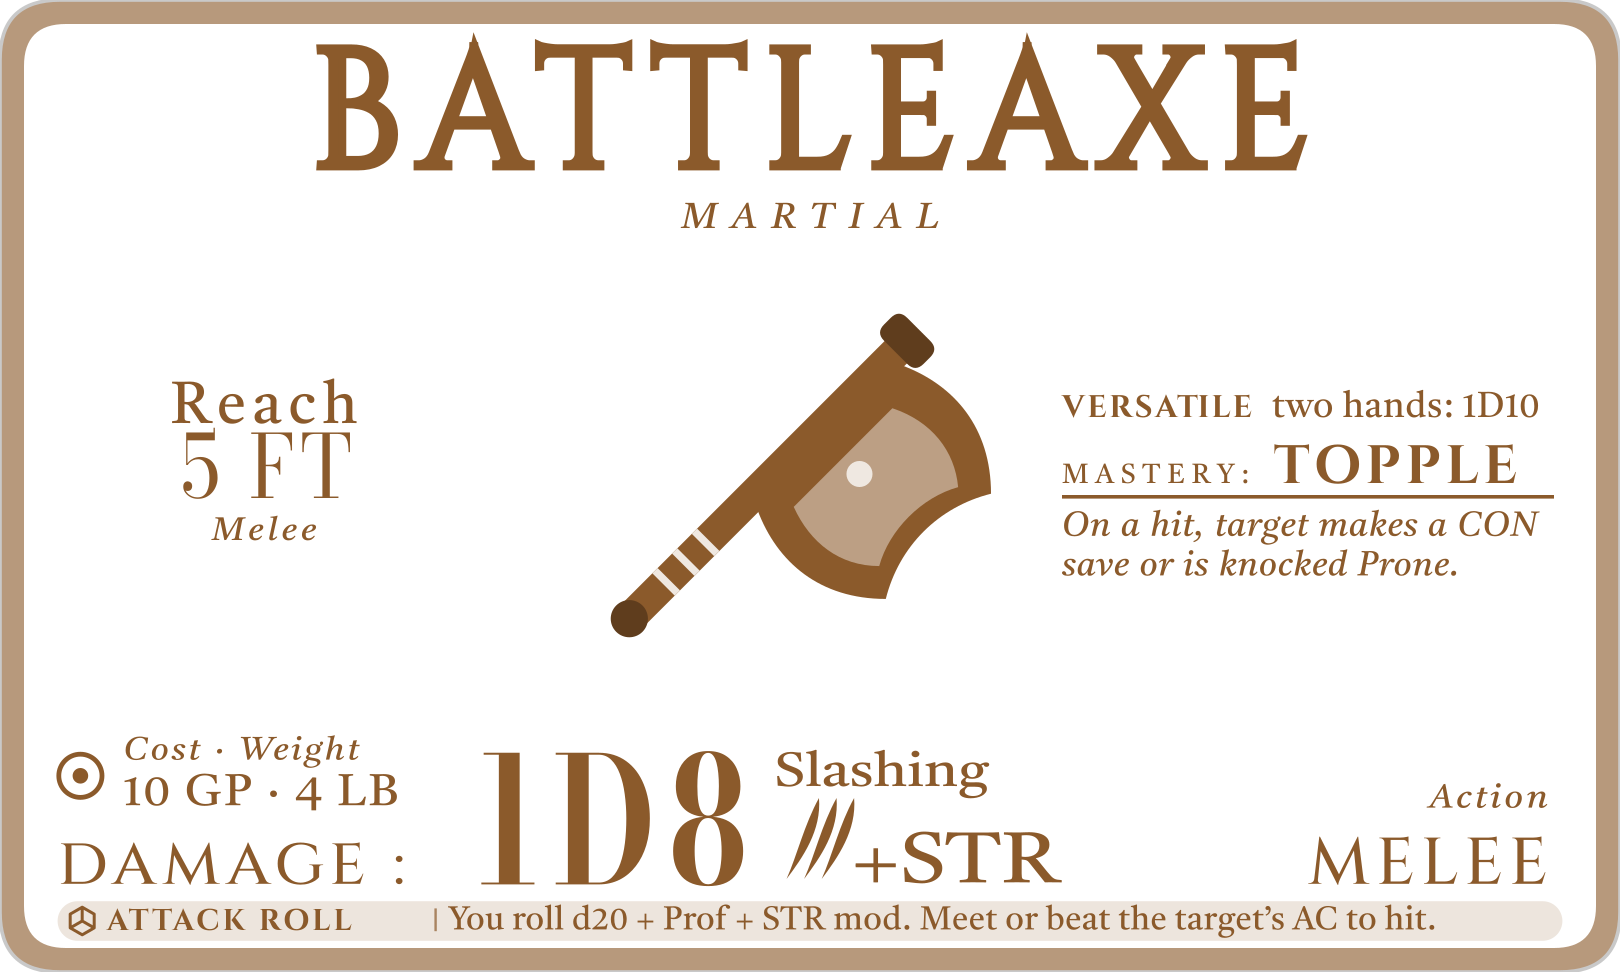 BATTLEAXE
MARTIAL
Reach
5 FT
Melee
VERSATILE two hands: 1D10
MASTERY: TOPPLE
On a hit, target makes a CON
save or is knocked Prone.
Cost · Weight
10 GP · 4 LB
DAMAGE :
1D8
Slashing
+STR
Action
MELEE
ATTACK ROLL | You roll d20 + Prof + STR mod. Meet or beat the target’s AC to hit.